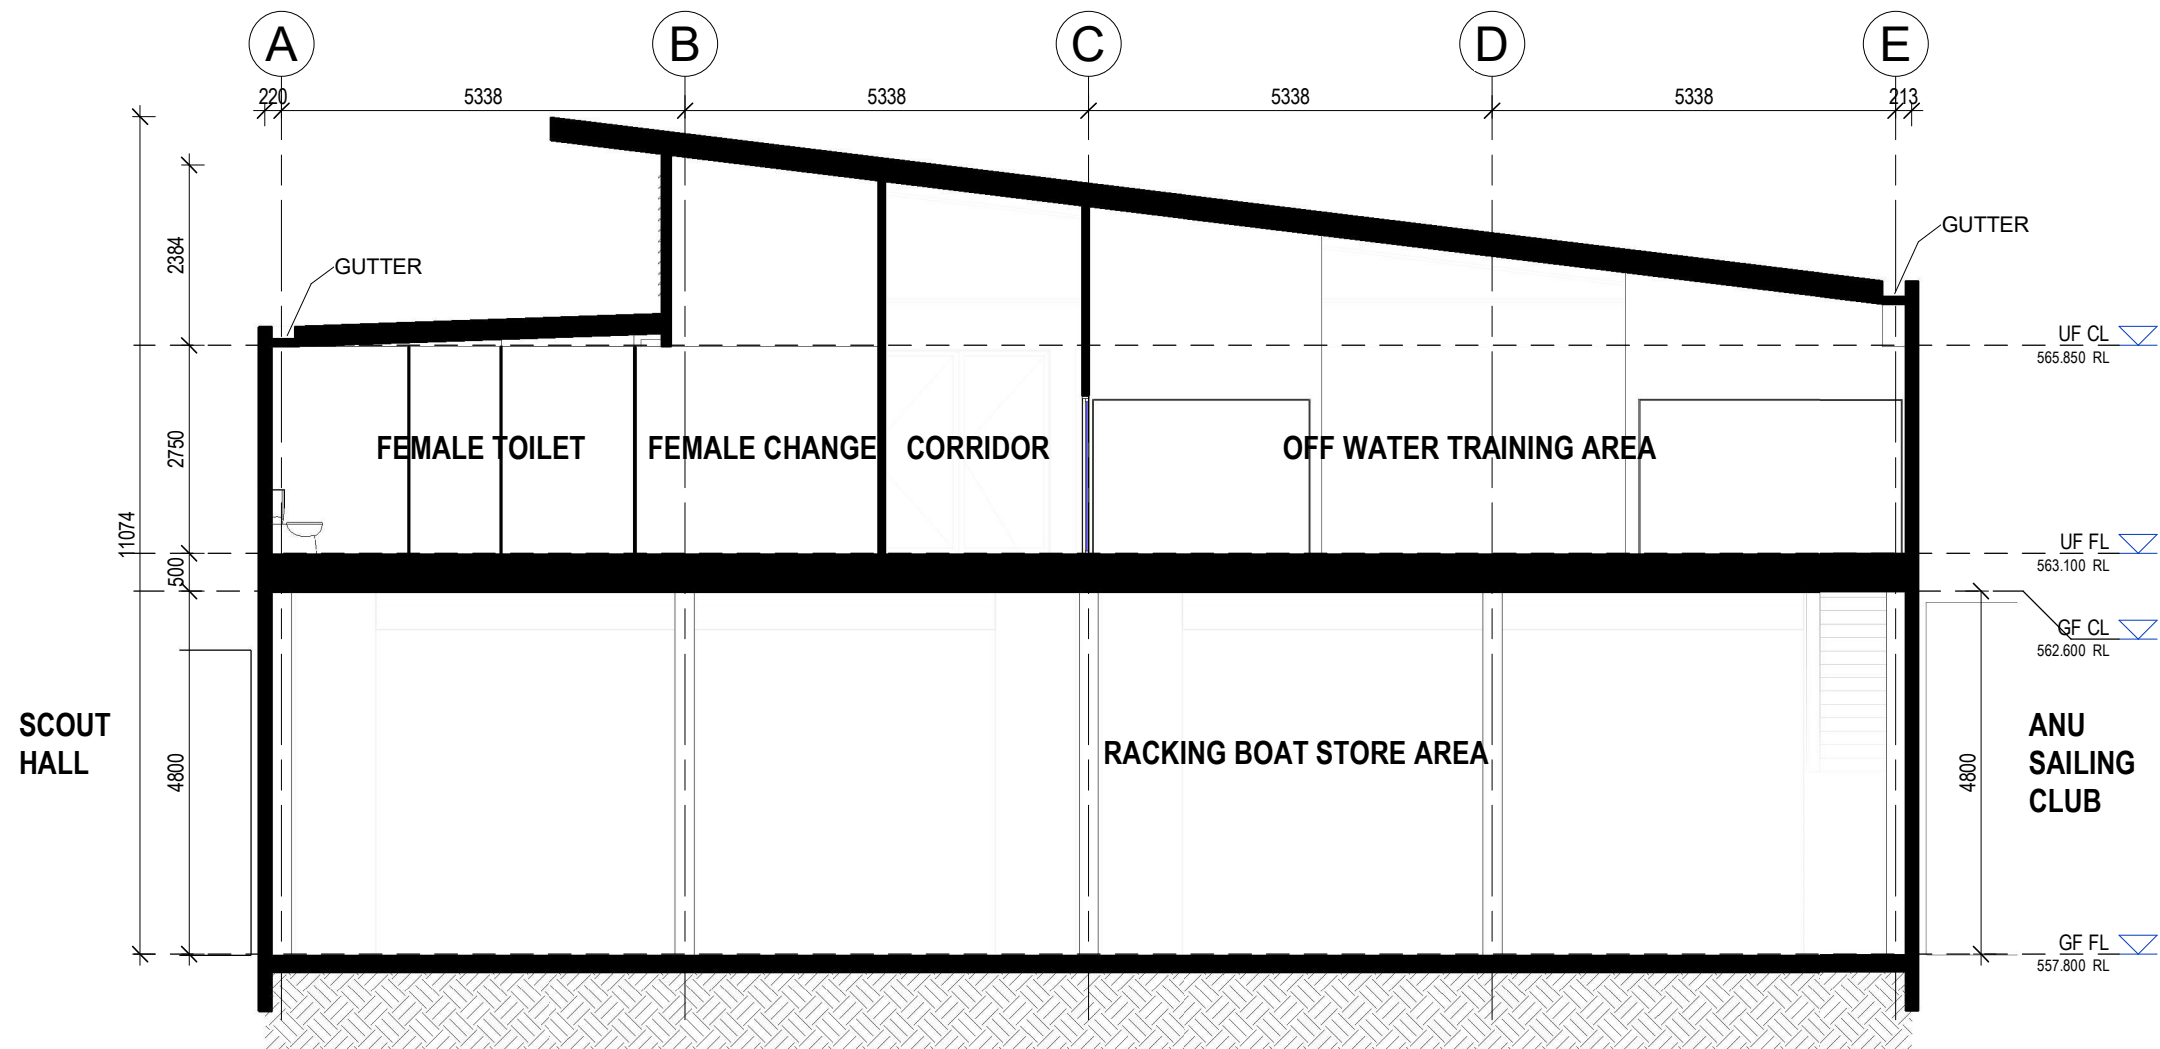 A
B
C
D
E
220
5338
5338
5338
5338
213
GUTTER
2384
GUTTER
UF CL
565.850 RL
FEMALE TOILET
FEMALE CHANGE
CORRIDOR
OFF WATER TRAINING AREA
2750
11074
UF FL
563.100 RL
500
GF CL
562.600 RL
SCOUT
HALL
4800
RACKING BOAT STORE AREA
4800
ANU
SAILING
CLUB
GF FL
557.800 RL